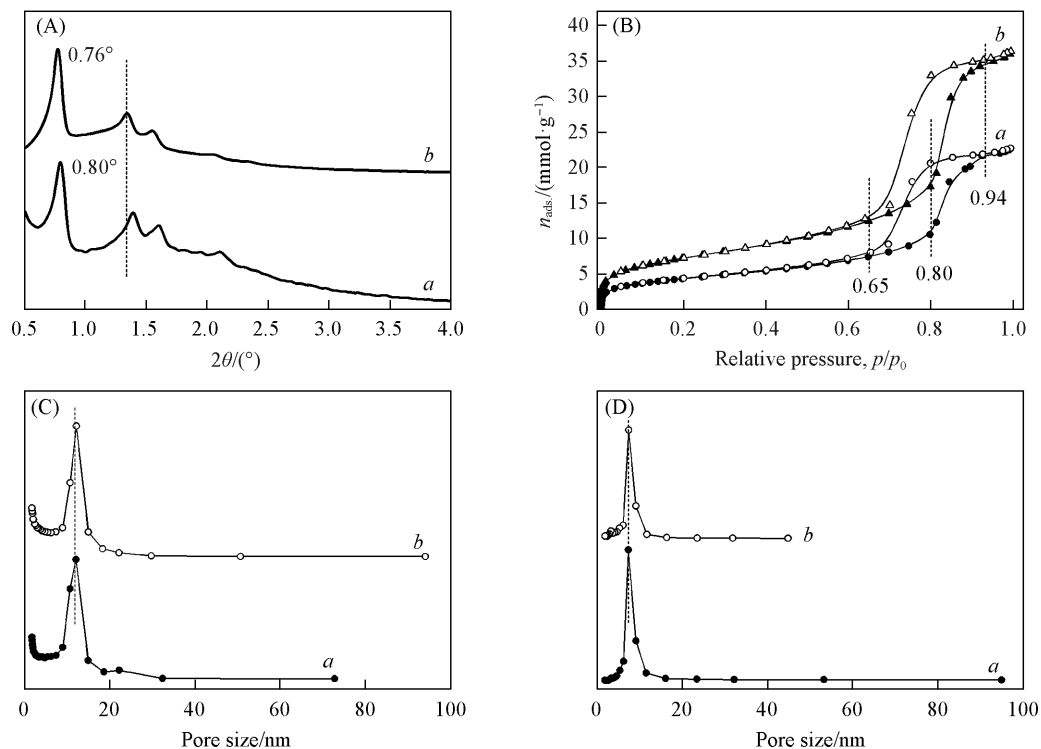 (A)
0.76°
0.80°
b
a
0.5 1.0 1.5 2.0 2.5 3.0 3.5 4.0
2θ/(°)
(B)
b
a
0.94
0.80
0.65
40
35
30
25
20
15
10
5
0
n_ads./(mmol·g⁻¹)
0.2 0.4 0.6 0.8 1.0
Relative pressure, p/p₀
(C)
b
a
0 20 40 60 80 100
Pore size/nm
(D)
b
a
0 20 40 60 80 100
Pore size/nm